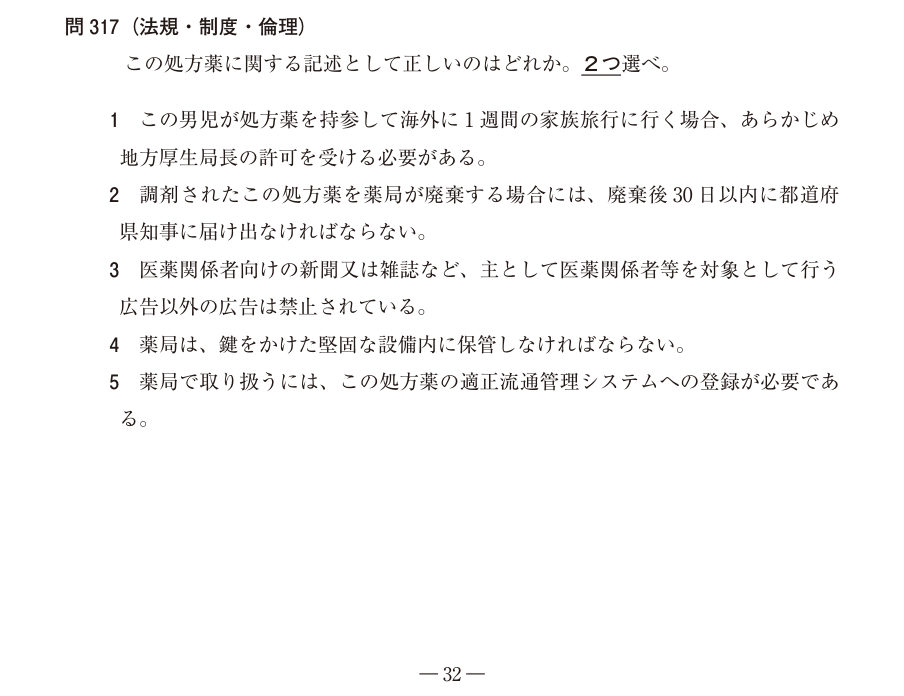 問 317（法規・制度・倫理）
この処方薬に関する記述として正しいのはどれか。2つ選べ。
1　この男児が処方薬を持参して海外に 1 週間の家族旅行に行く場合、あらかじめ
地方厚生局長の許可を受ける必要がある。
2　調剤されたこの処方薬を薬局が廃棄する場合には、廃棄後 30 日以内に都道府
県知事に届け出なければならない。
3　医薬関係者向けの新聞又は雑誌など、主として医薬関係者等を対象として行う
広告以外の広告は禁止されている。
4　薬局は、鍵をかけた堅固な設備内に保管しなければならない。
5　薬局で取り扱うには、この処方薬の適正流通管理システムへの登録が必要であ
る。
― 32 ―